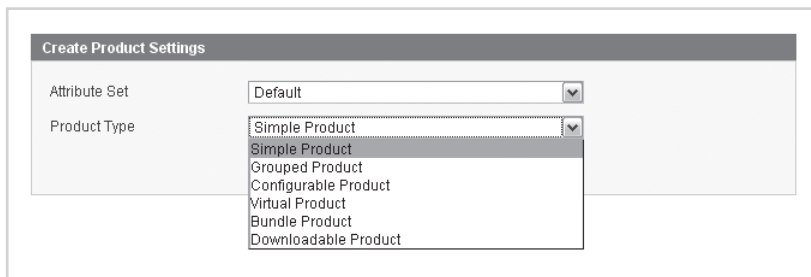 Create Product Settings
Attribute Set Default
Product Type Simple Product
Simple Product
Grouped Product
Configurable Product
Virtual Product
Bundle Product
Downloadable Product